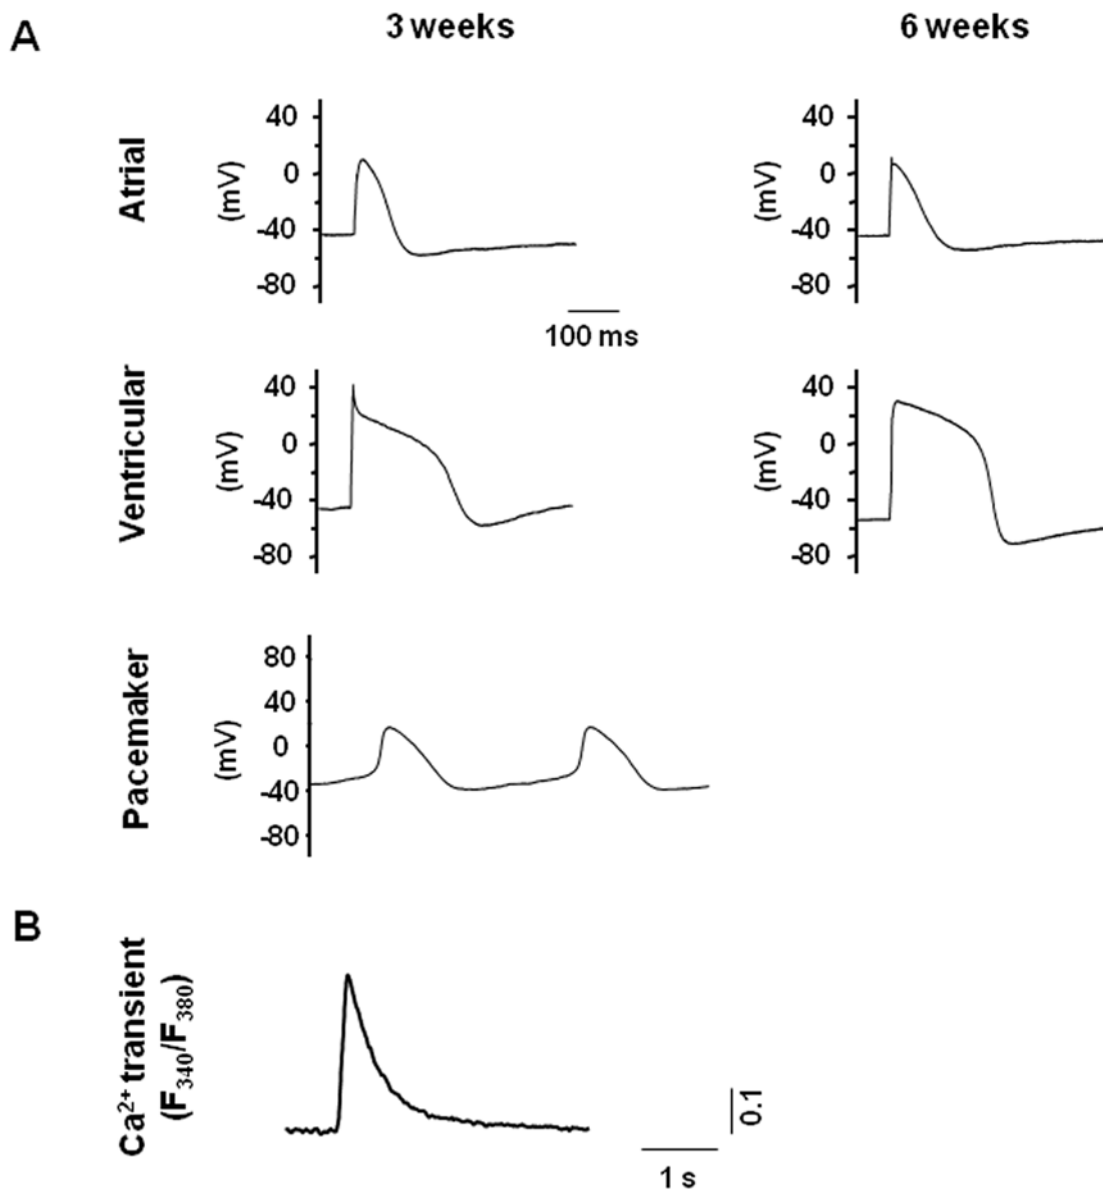 A
3 weeks
6 weeks
Atrial
(mV)
40
0
-40
-80
(mV)
40
0
-40
-80
100 ms
Ventricular
(mV)
40
0
-40
-80
(mV)
40
0
-40
-80
Pacemaker
(mV)
80
40
0
-40
-80
B
Ca²⁺ transient
(F₃₄₀/F₃₈₀)
0.1
1 s